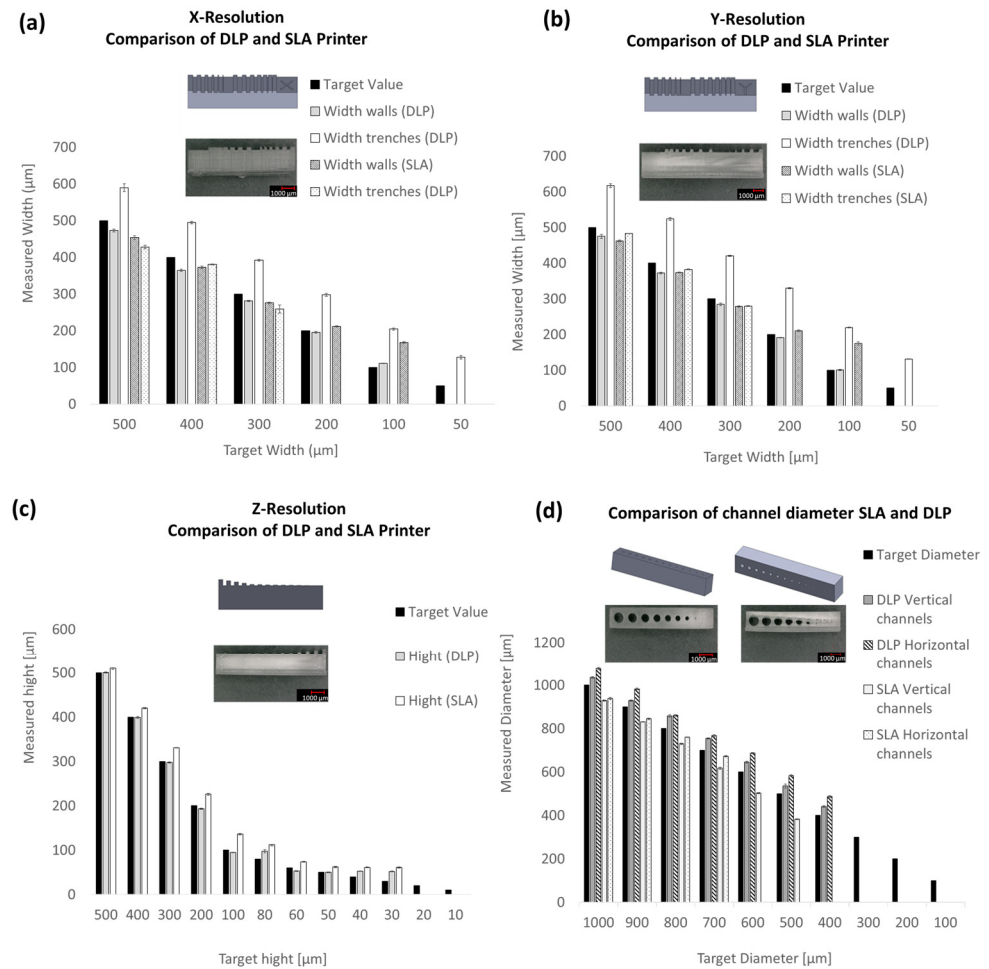 (a)
X-Resolution
Comparison of DLP and SLA Printer
Target Value
Width walls (DLP)
Width trenches (DLP)
Width walls (SLA)
Width trenches (DLP)
1000 µm
Measured Width (µm)
700
600
500
400
300
200
100
0
500 400 300 200 100 50
Target Width (µm)
(b)
Y-Resolution
Comparison of DLP and SLA Printer
Target Value
Width walls (DLP)
Width trenches (DLP)
Width walls (SLA)
Width trenches (SLA)
1000 µm
Measured Width [µm]
700
600
500
400
300
200
100
0
500 400 300 200 100 50
Target Width [µm]
(c)
Z-Resolution
Comparison of DLP and SLA Printer
Target Value
Hight (DLP)
Hight (SLA)
1000 µm
Measured hight [µm]
600
500
400
300
200
100
0
500 400 300 200 100 80 60 50 40 30 20 10
Target hight [µm]
(d)
Comparison of channel diameter SLA and DLP
Target Diameter
DLP Vertical
channels
DLP Horizontal
channels
SLA Vertical
channels
SLA Horizontal
channels
1000 µm
1000 µm
Measured Diameter [µm]
1200
1000
800
600
400
200
0
1000 900 800 700 600 500 400 300 200 100
Target Diameter [µm]